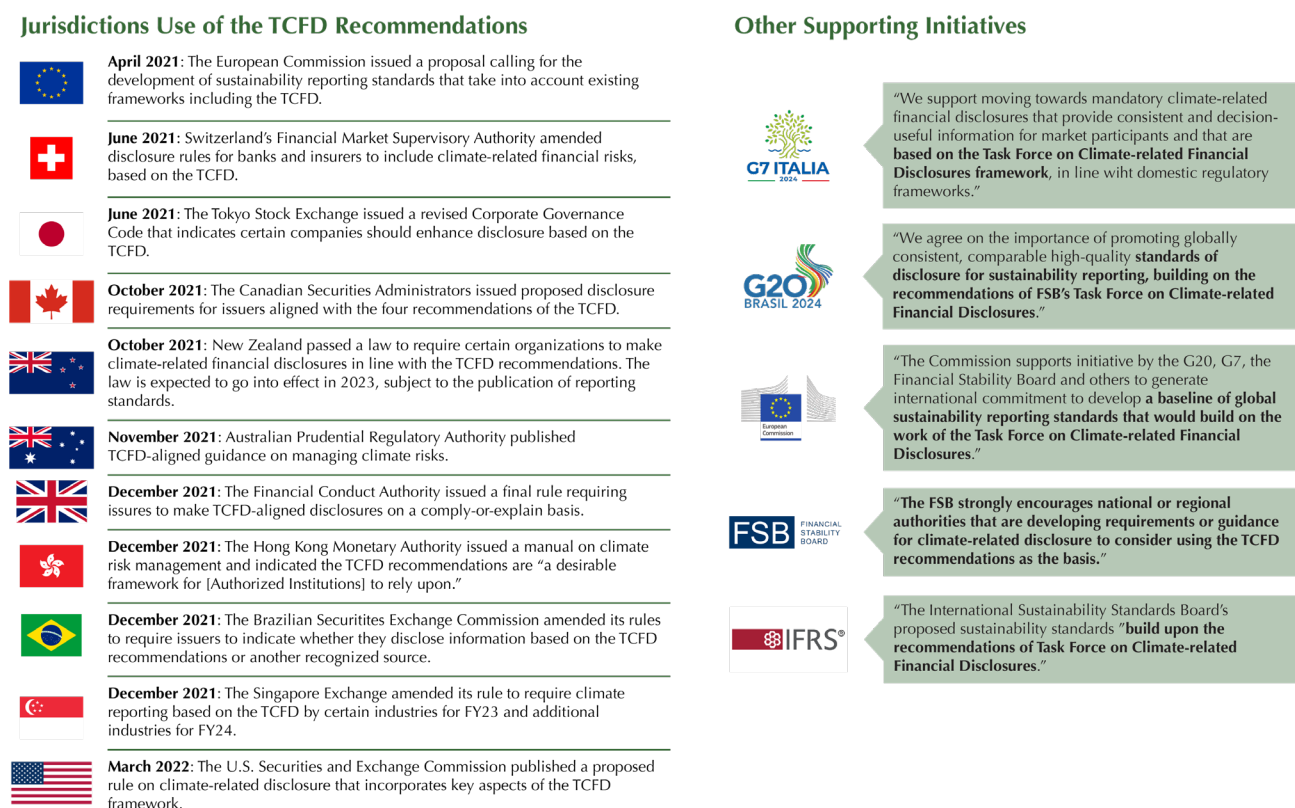 Jurisdictions Use of the TCFD Recommendations
April 2021: The European Commission issued a proposal calling for the
development of sustainability reporting standards that take into account existing
frameworks including the TCFD.
June 2021: Switzerland’s Financial Market Supervisory Authority amended
disclosure rules for banks and insurers to include climate-related financial risks,
based on the TCFD.
June 2021: The Tokyo Stock Exchange issued a revised Corporate Governance
Code that indicates certain companies should enhance disclosure based on the
TCFD.
October 2021: The Canadian Securities Administrators issued proposed disclosure
requirements for issuers aligned with the four recommendations of the TCFD.
October 2021: New Zealand passed a law to require certain organizations to make
climate-related financial disclosures in line with the TCFD recommendations. The
law is expected to go into effect in 2023, subject to the publication of reporting
standards.
November 2021: Australian Prudential Regulatory Authority published
TCFD-aligned guidance on managing climate risks.
December 2021: The Financial Conduct Authority issued a final rule requiring
issures to make TCFD-aligned disclosures on a comply-or-explain basis.
December 2021: The Hong Kong Monetary Authority issued a manual on climate
risk management and indicated the TCFD recommendations are “a desirable
framework for [Authorized Institutions] to rely upon.”
December 2021: The Brazilian Securitites Exchange Commission amended its rules
to require issuers to indicate whether they disclose information based on the TCFD
recommendations or another recognized source.
December 2021: The Singapore Exchange amended its rule to require climate
reporting based on the TCFD by certain industries for FY23 and additional
industries for FY24.
March 2022: The U.S. Securities and Exchange Commission published a proposed
rule on climate-related disclosure that incorporates key aspects of the TCFD
framework.
Other Supporting Initiatives
G7 ITALIA
2024
“We support moving towards mandatory climate-related
financial disclosures that provide consistent and decision-
useful information for market participants and that are
based on the Task Force on Climate-related Financial
Disclosures framework, in line wiht domestic regulatory
frameworks.”
G20
BRASIL 2024
“We agree on the importance of promoting globally
consistent, comparable high-quality standards of
disclosure for sustainability reporting, building on the
recommendations of FSB’s Task Force on Climate-related
Financial Disclosures.”
European
Commission
“The Commission supports initiative by the G20, G7, the
Financial Stability Board and others to generate
international commitment to develop a baseline of global
sustainability reporting standards that would build on the
work of the Task Force on Climate-related Financial
Disclosures.”
FSB
FINANCIAL
STABILITY
BOARD
“The FSB strongly encourages national or regional
authorities that are developing requirements or guidance
for climate-related disclosure to consider using the TCFD
recommendations as the basis.”
IFRS®
“The International Sustainability Standards Board’s
proposed sustainability standards ”build upon the
recommendations of Task Force on Climate-related
Financial Disclosures.”